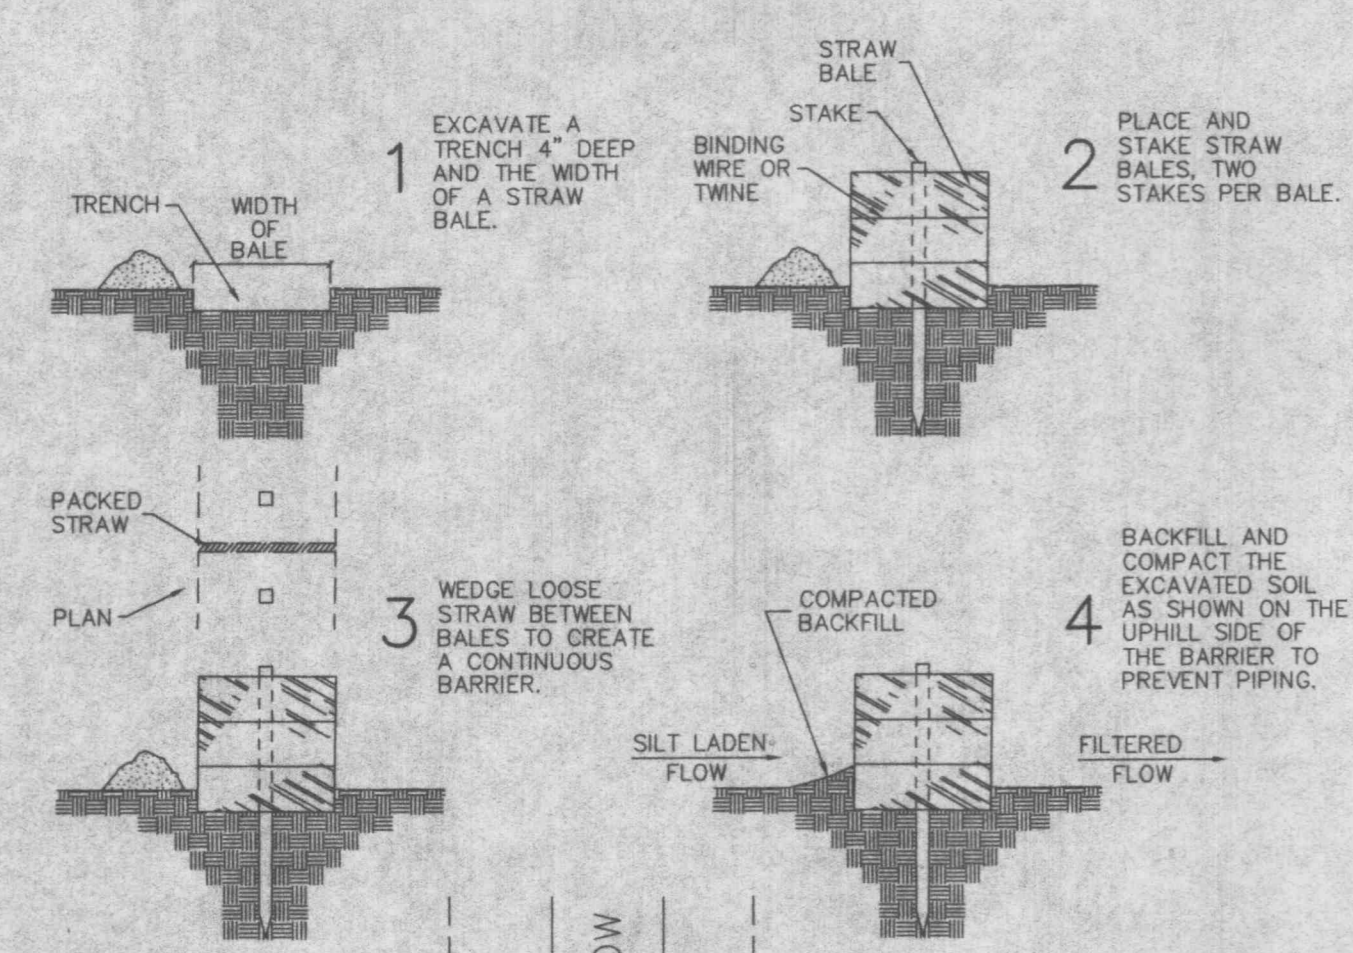 1
EXCAVATE A
TRENCH 4" DEEP
AND THE WIDTH
OF A STRAW
BALE.
TRENCH
WIDTH
OF
BALE
STRAW
BALE
STAKE
BINDING
WIRE OR
TWINE
2
PLACE AND
STAKE STRAW
BALES, TWO
STAKES PER BALE.
PACKED
STRAW
PLAN
3
WEDGE LOOSE
STRAW BETWEEN
BALES TO CREATE
A CONTINUOUS
BARRIER.
COMPACTED
BACKFILL
SILT LADEN
FLOW
4
BACKFILL AND
COMPACT THE
EXCAVATED SOIL
AS SHOWN ON THE
UPHILL SIDE OF
THE BARRIER TO
PREVENT PIPING.
FILTERED
FLOW